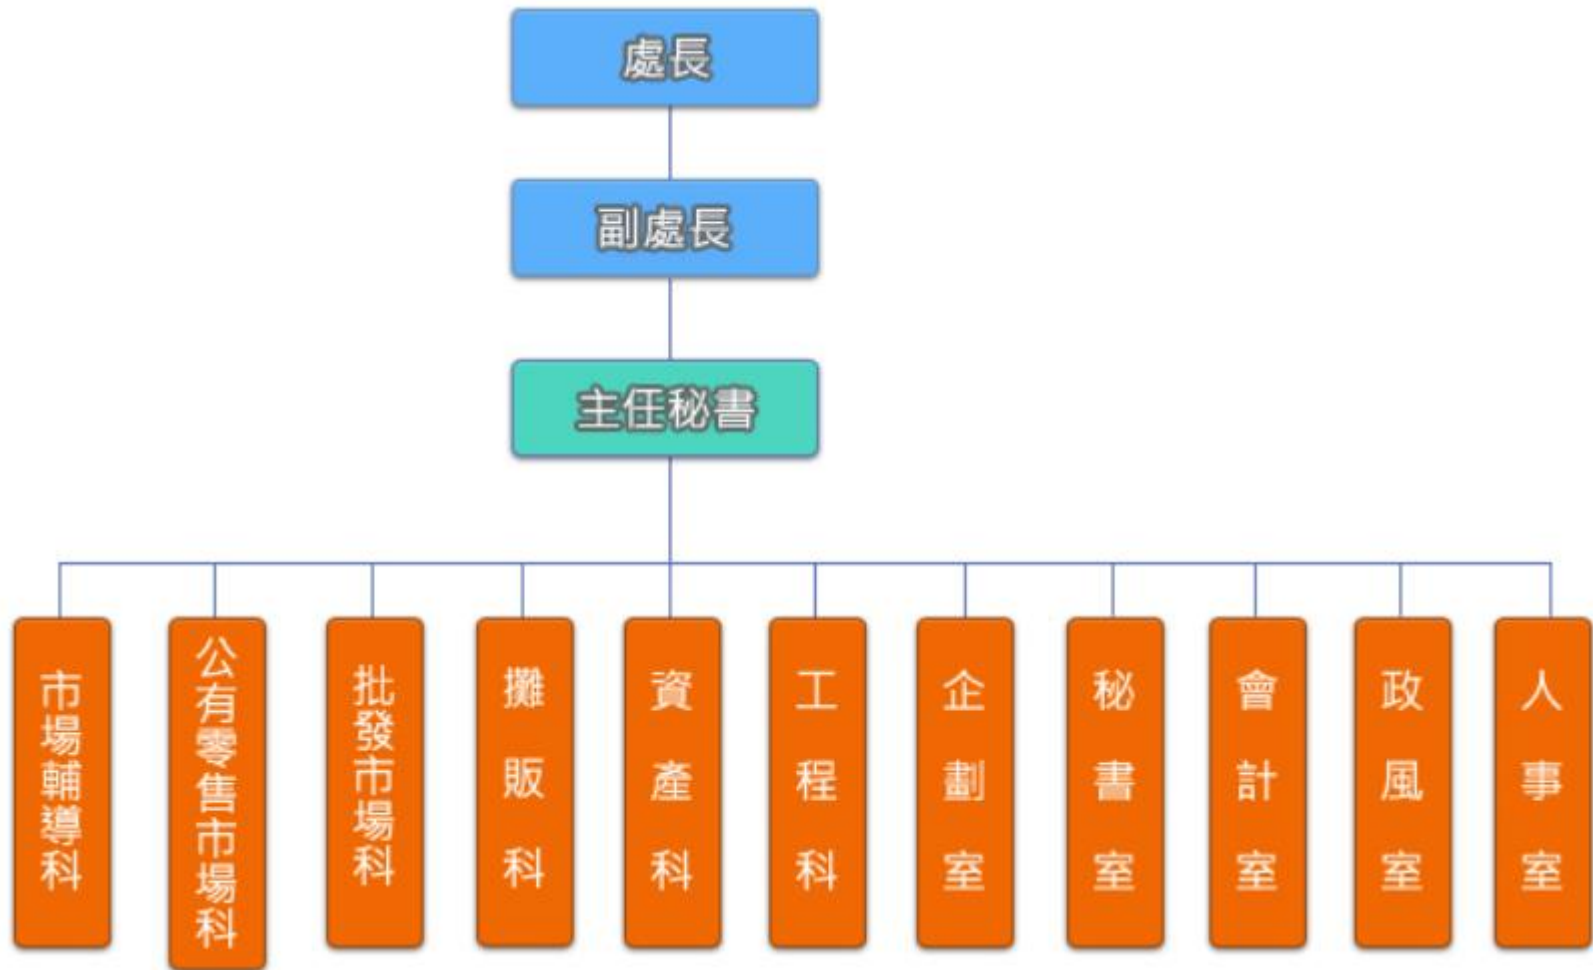 處長
副處長
主任秘書
市場輔導科
公有零售市場科
批發市場科
攤販科
資產科
工程科
企劃室
秘書室
會計室
政風室
人事室